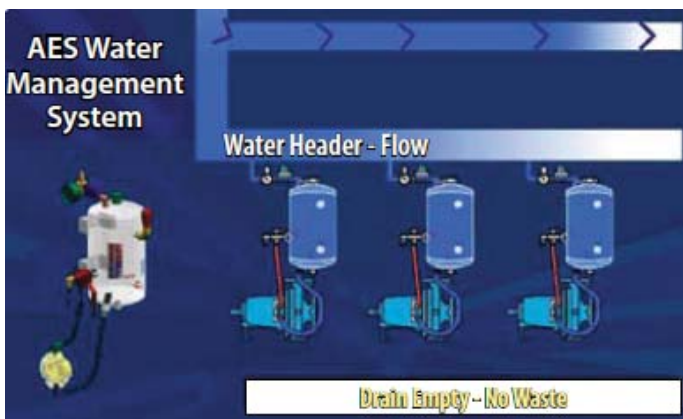 AES Water
Management
System
Water Header - Flow
Drain Empty - No Waste